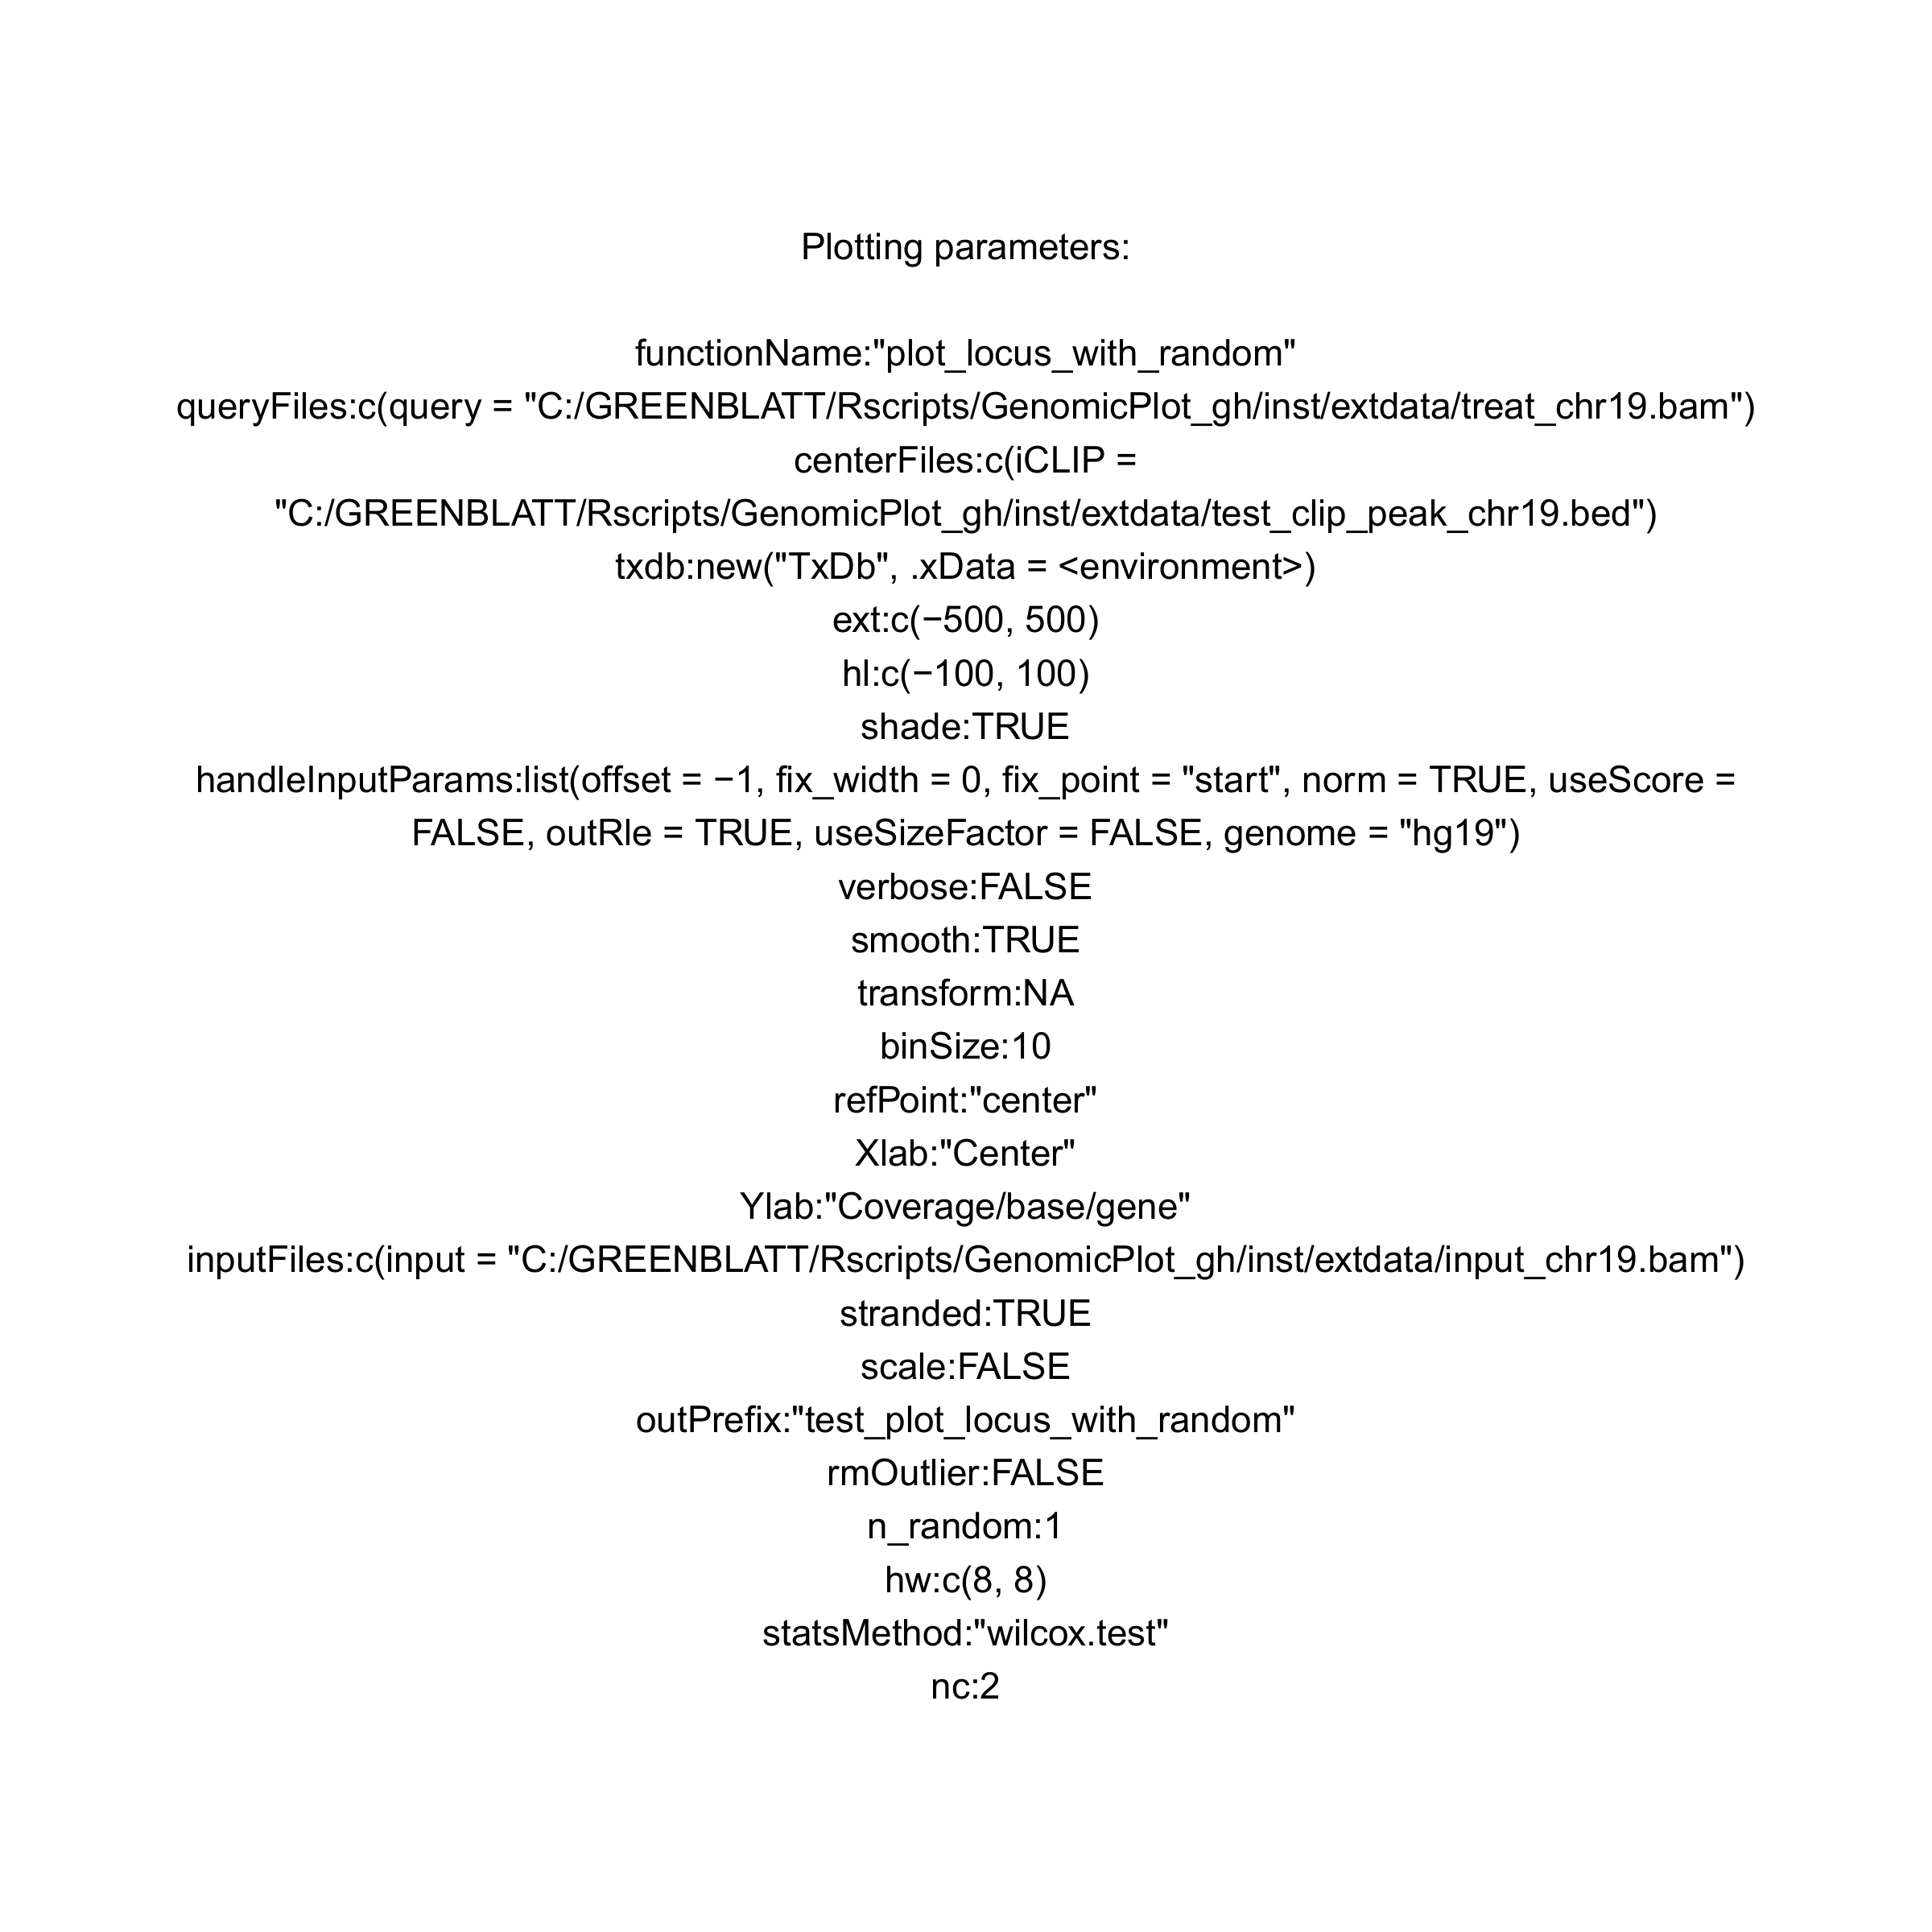 Plotting parameters:
functionName:"plot_locus_with_random"
queryFiles:c(query = "C:/GREENBLATT/Rscripts/GenomicPlot_gh/inst/extdata/treat_chr19.bam")
centerFiles:c(iCLIP =
"C:/GREENBLATT/Rscripts/GenomicPlot_gh/inst/extdata/test_clip_peak_chr19.bed")
txdb:new("TxDb", .xData = <environment>)
ext:c(−500, 500)
hl:c(−100, 100)
shade:TRUE
handleInputParams:list(offset = −1, fix_width = 0, fix_point = "start", norm = TRUE, useScore =
FALSE, outRle = TRUE, useSizeFactor = FALSE, genome = "hg19")
verbose:FALSE
smooth:TRUE
transform:NA
binSize:10
refPoint:"center"
Xlab:"Center"
Ylab:"Coverage/base/gene"
inputFiles:c(input = "C:/GREENBLATT/Rscripts/GenomicPlot_gh/inst/extdata/input_chr19.bam")
stranded:TRUE
scale:FALSE
outPrefix:"test_plot_locus_with_random"
rmOutlier:FALSE
n_random:1
hw:c(8, 8)
statsMethod:"wilcox.test"
nc:2